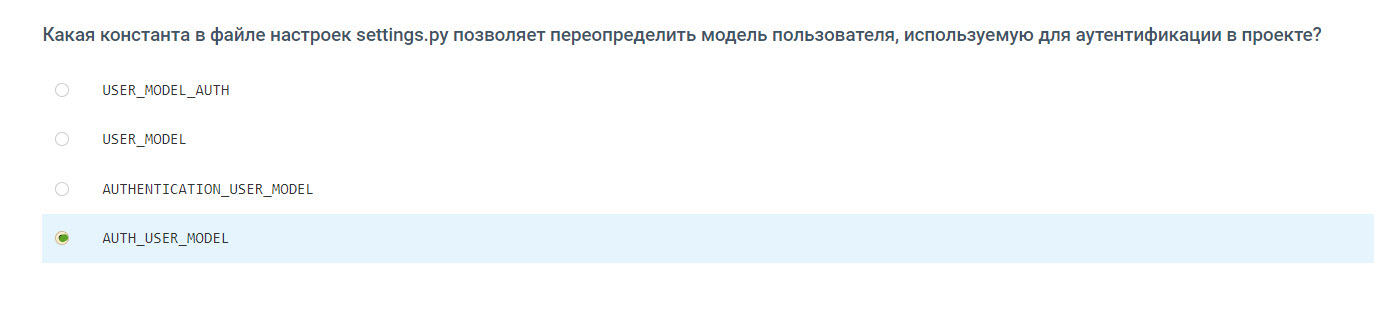 Какая константа в файле настроек settings.py позволяет переопределить модель пользователя, используемую для аутентификации в проекте?
USER_MODEL_AUTH
USER_MODEL
AUTHENTICATION_USER_MODEL
AUTH_USER_MODEL